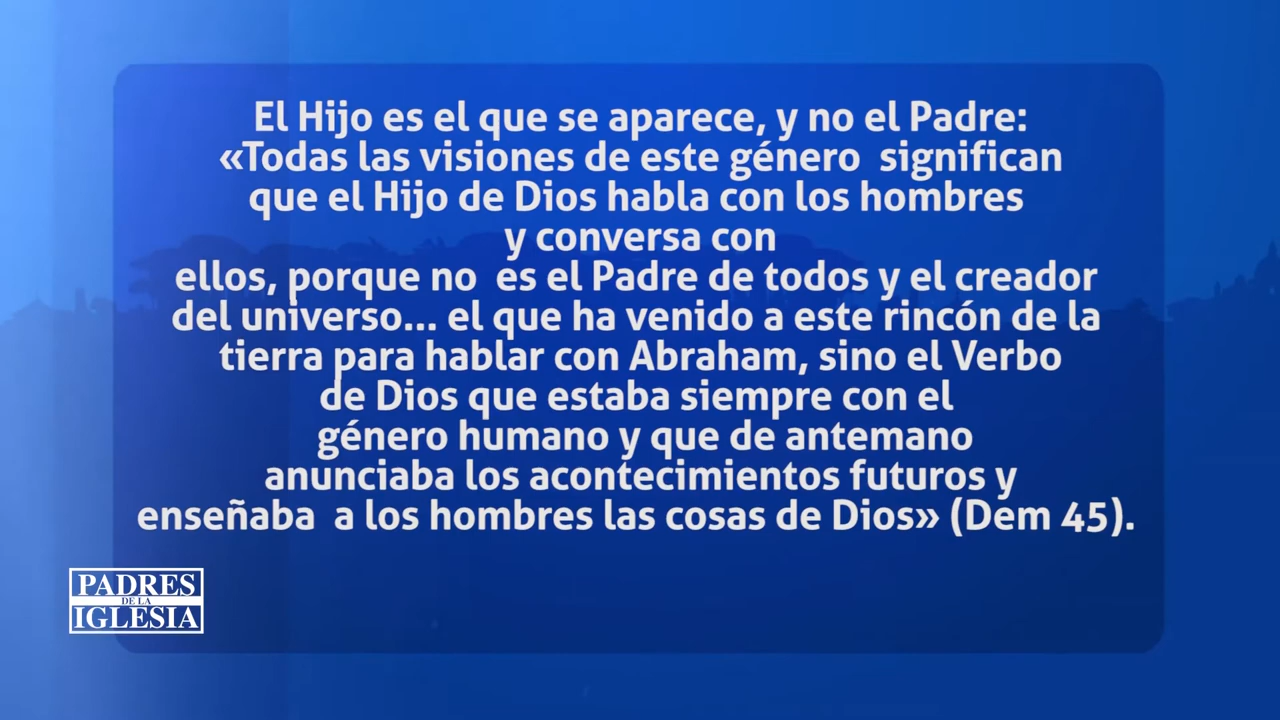 El Hijo es el que se aparece, y no el Padre:
«Todas las visiones de este género  significan
que el Hijo de Dios habla con los hombres
y conversa con
ellos, porque no  es el Padre de todos y el creador
del universo... el que ha venido a este rincón de la
tierra para hablar con Abraham, sino el Verbo
de Dios que estaba siempre con el
género humano y que de antemano
anunciaba los acontecimientos futuros y
enseñaba  a los hombres las cosas de Dios» (Dem 45).
PADRES
DE LA
IGLESIA